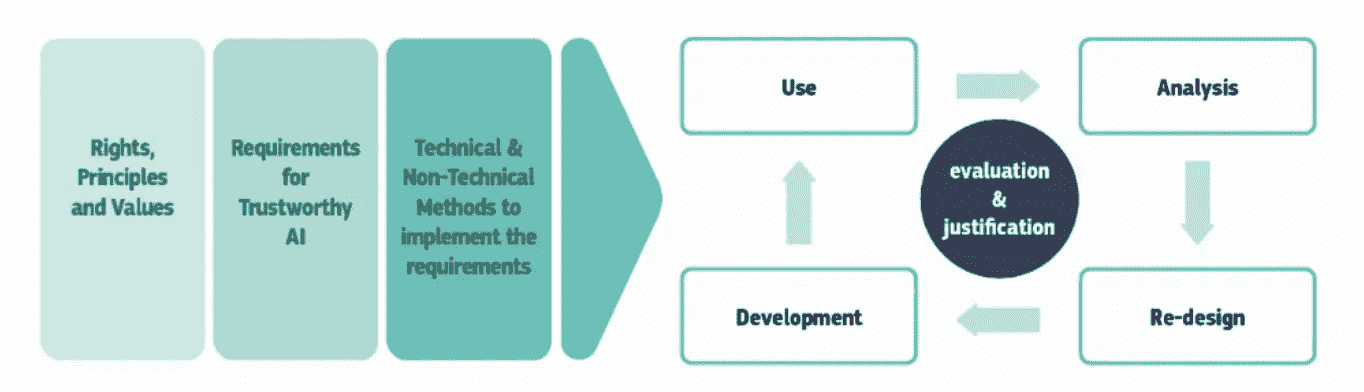 Rights,
Principles
and Values
Requirements
for
Trustworthy
AI
Technical &
Non-Technical
Methods to
implement the
requirements
Use
Analysis
evaluation
&
justification
Development
Re-design